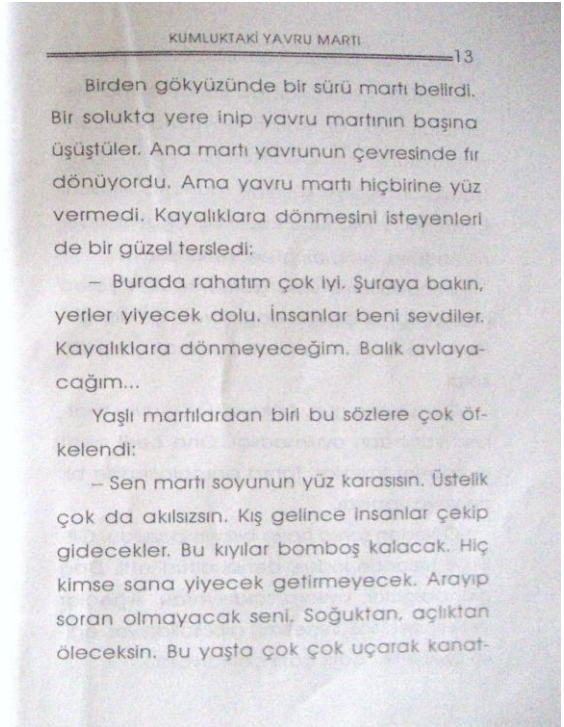 KUMLUKTAKİ YAVRU MARTI
13
Birden gökyüzünde bir sürü martı belirdi.
Bir solukta yere inip yavru martının başına
üşüştüler. Ana martı yavrunun çevresinde fır
dönüyordu. Ama yavru martı hiçbirine yüz
vermedi. Kayalıklara dönmesini isteyenleri
de bir güzel tersledi:
– Burada rahatım çok iyi. Şuraya bakın,
yerler yiyecek dolu. İnsanlar beni sevdiler.
Kayalıklara dönmeyeceğim. Balık avlaya-
cağım...
Yaşlı martılardan biri bu sözlere çok öf-
kelendi:
– Sen martı soyunun yüz karasısın. Üstelik
çok da akılsızsın. Kış gelince insanlar çekip
gidecekler. Bu kıyılar bomboş kalacak. Hiç
kimse sana yiyecek getirmeyecek. Arayıp
soran olmayacak seni. Soğuktan, açlıktan
öleceksin. Bu yaşta çok çok uçarak kanat-